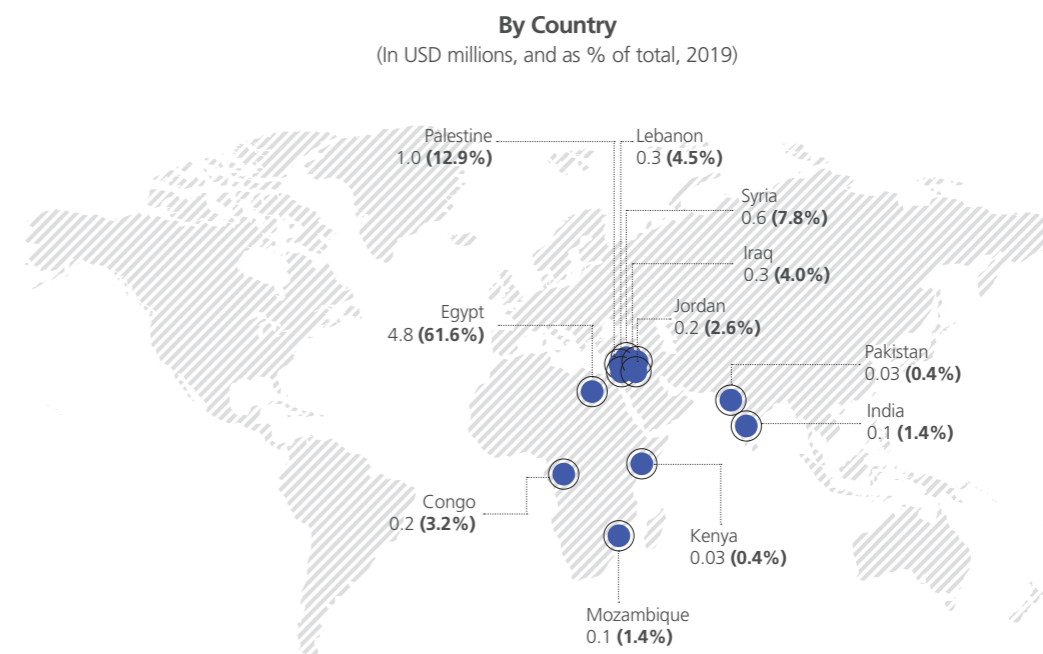 By Country
(In USD millions, and as % of total, 2019)
Palestine
1.0 (12.9%)
Lebanon
0.3 (4.5%)
Syria
0.6 (7.8%)
Iraq
0.3 (4.0%)
Egypt
4.8 (61.6%)
Jordan
0.2 (2.6%)
Pakistan
0.03 (0.4%)
India
0.1 (1.4%)
Congo
0.2 (3.2%)
Kenya
0.03 (0.4%)
Mozambique
0.1 (1.4%)